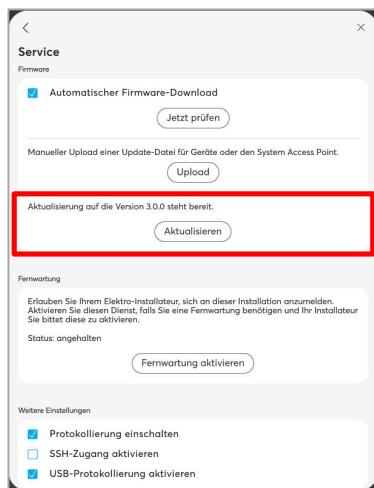 Service
Firmware
Automatischer Firmware-Download
Jetzt prüfen
Manueller Upload einer Update-Datei für Geräte oder den System Access Point.
Upload
Aktualisierung auf die Version 3.0.0 steht bereit.
Aktualisieren
Fernwartung
Erlauben Sie Ihrem Elektro-Installateur, sich an dieser Installation anzumelden.
Aktivieren Sie diesen Dienst, falls Sie eine Fernwartung benötigen und Ihr Installateur
Sie bittet diese zu aktivieren.
Status: angehalten
Fernwartung aktivieren
Weitere Einstellungen
Protokollierung einschalten
SSH-Zugang aktivieren
USB-Protokollierung aktivieren